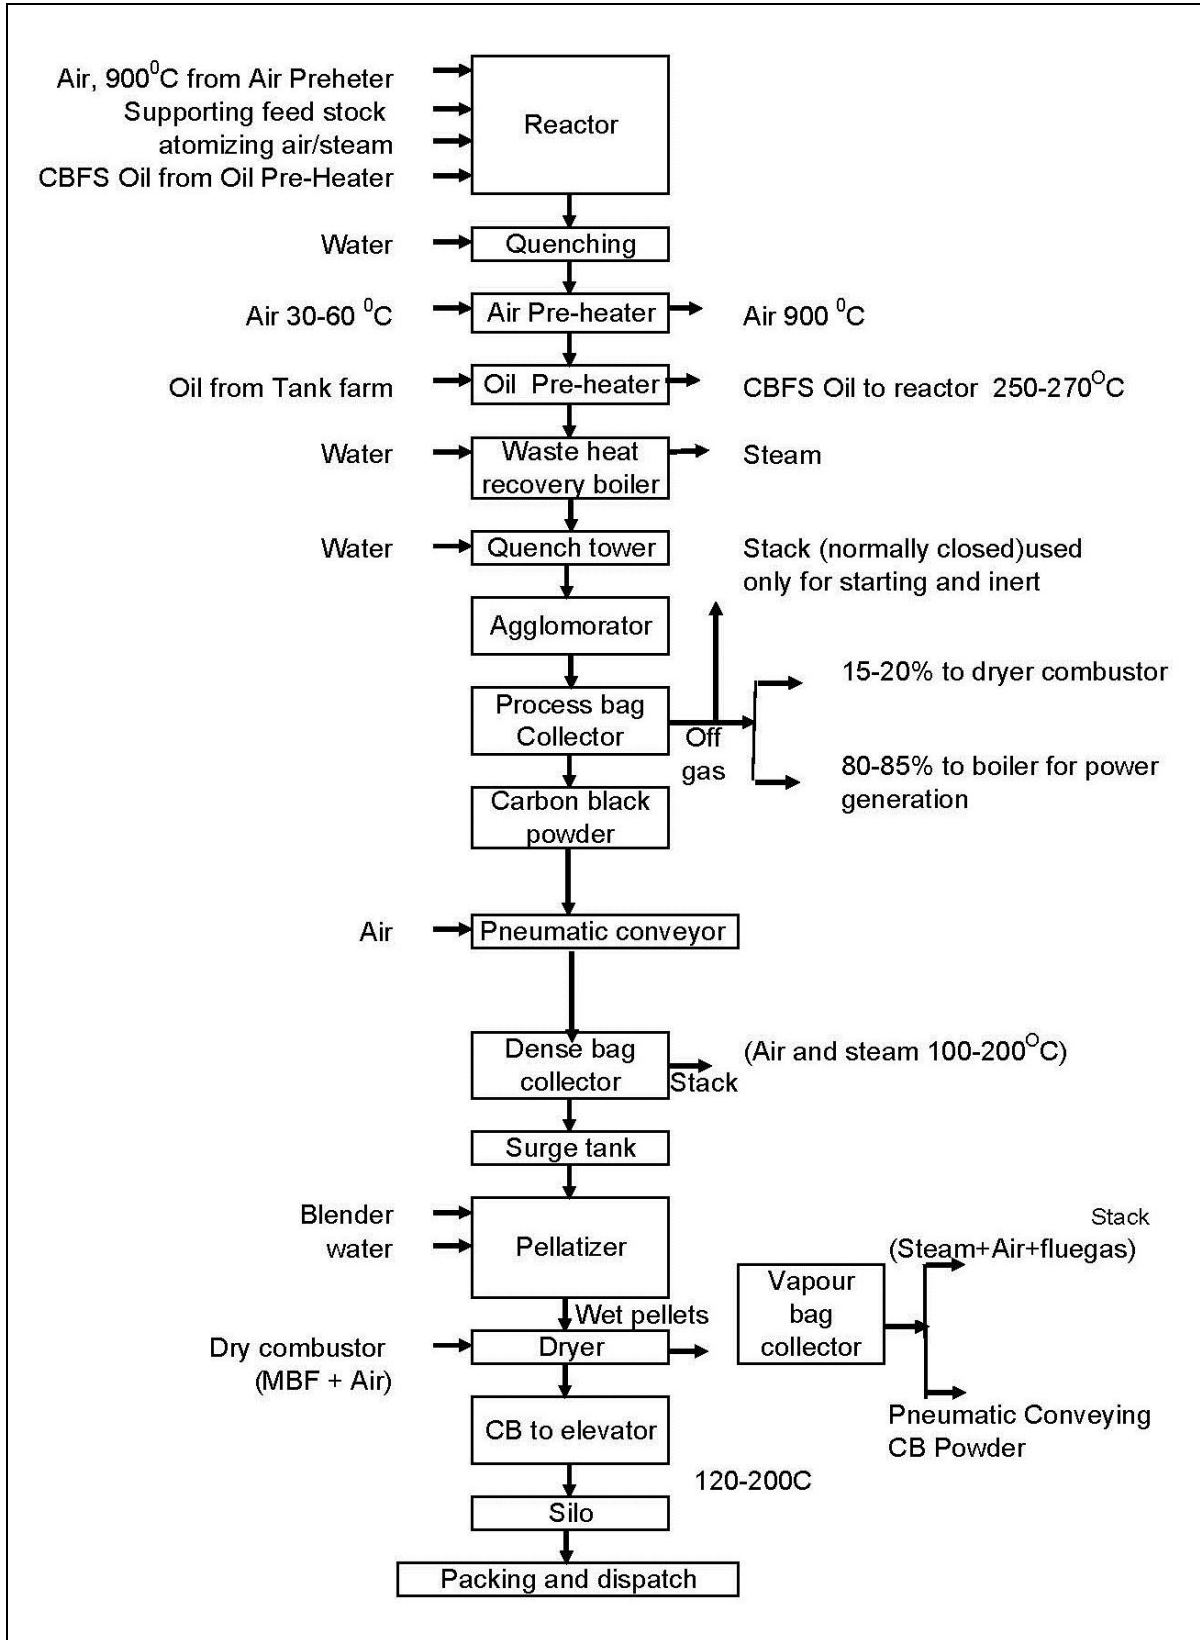 Air, 900⁰C from Air Preheter
Supporting feed stock
atomizing air/steam
CBFS Oil from Oil Pre-Heater
Reactor
Water
Quenching
Air 30-60 ⁰C
Air Pre-heater
Air 900 ⁰C
Oil from Tank farm
Oil Pre-heater
CBFS Oil to reactor 250-270⁰C
Water
Waste heat
recovery boiler
Steam
Water
Quench tower
Stack (normally closed)used
only for starting and inert
Agglomorator
15-20% to dryer combustor
Process bag
Collector
Off
gas
80-85% to boiler for power
generation
Carbon black
powder
Air
Pneumatic conveyor
Dense bag
collector
Stack
(Air and steam 100-200⁰C)
Surge tank
Blender
water
Pellatizer
Stack
(Steam+Air+fluegas)
Vapour
bag
collector
Wet pellets
Dry combustor
(MBF + Air)
Dryer
Pneumatic Conveying
CB Powder
CB to elevator
120-200C
Silo
Packing and dispatch